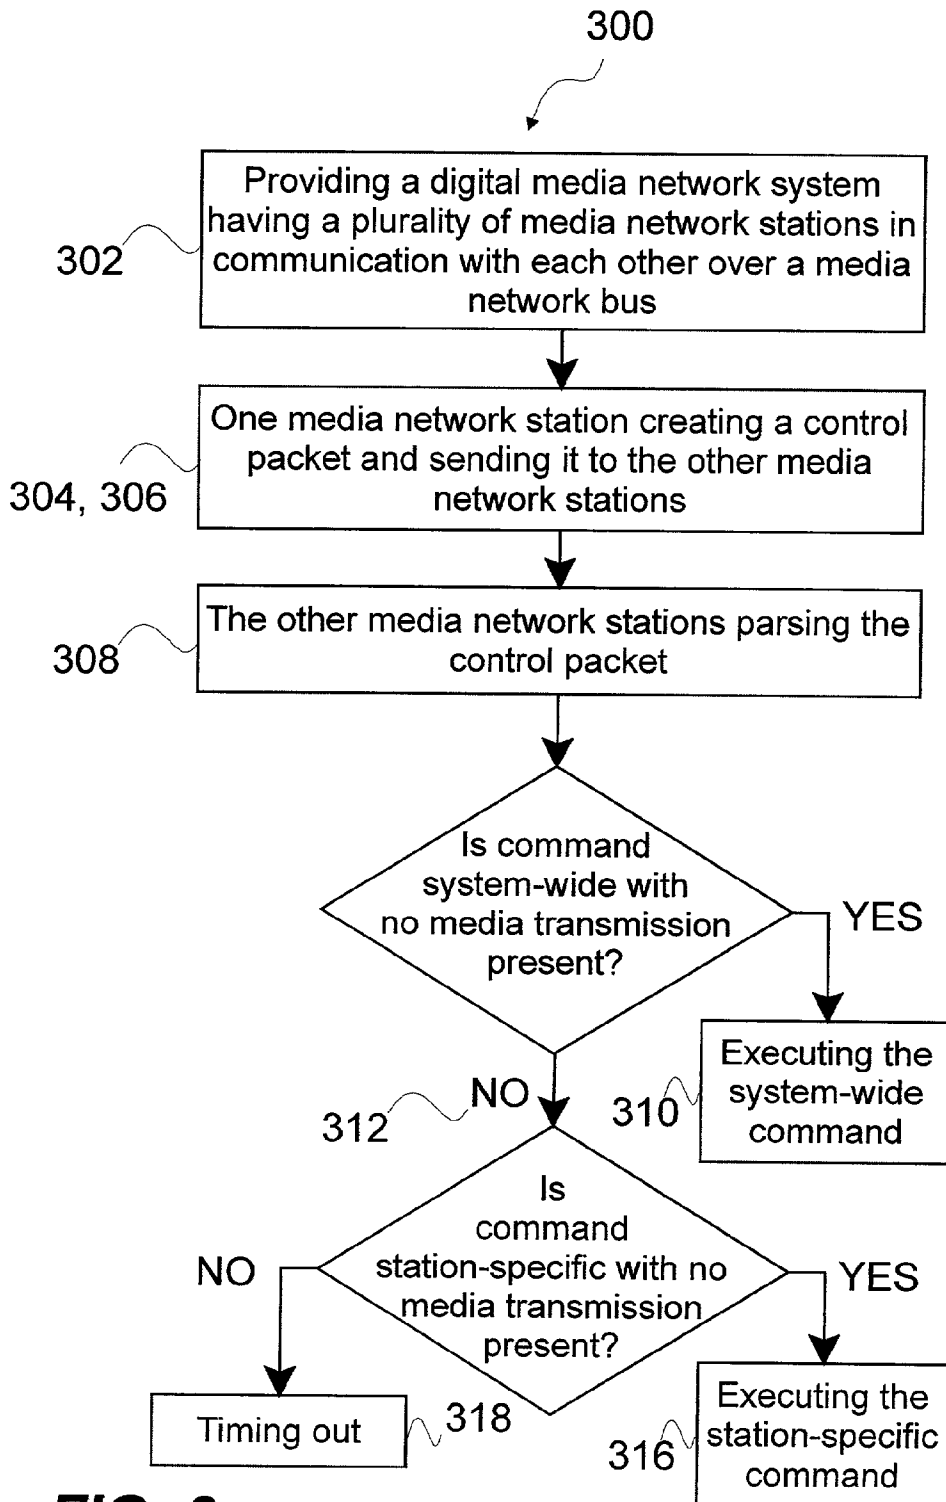 300
Providing a digital media network system
having a plurality of media network stations in
communication with each other over a media
network bus
302
One media network station creating a control
packet and sending it to the other media
network stations
304, 306
The other media network stations parsing the
control packet
308
Is command
system-wide with
no media transmission
present?
YES
Executing the
system-wide
command
310
NO
312
Is
command
station-specific with no
media transmission
present?
NO
YES
Timing out
318
Executing the
station-specific
command
316